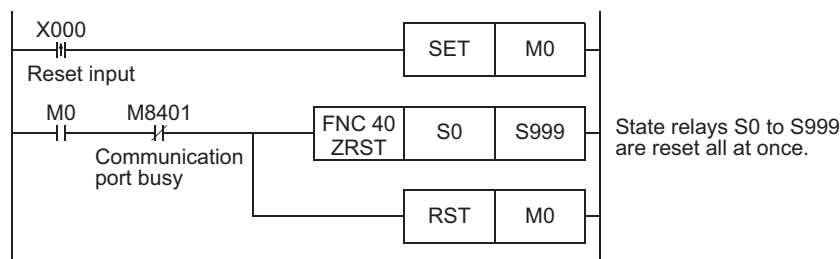 X000
SET M0
Reset input
M0 M8401
FNC 40
ZRST
S0 S999
State relays S0 to S999
are reset all at once.
Communication
port busy
RST M0